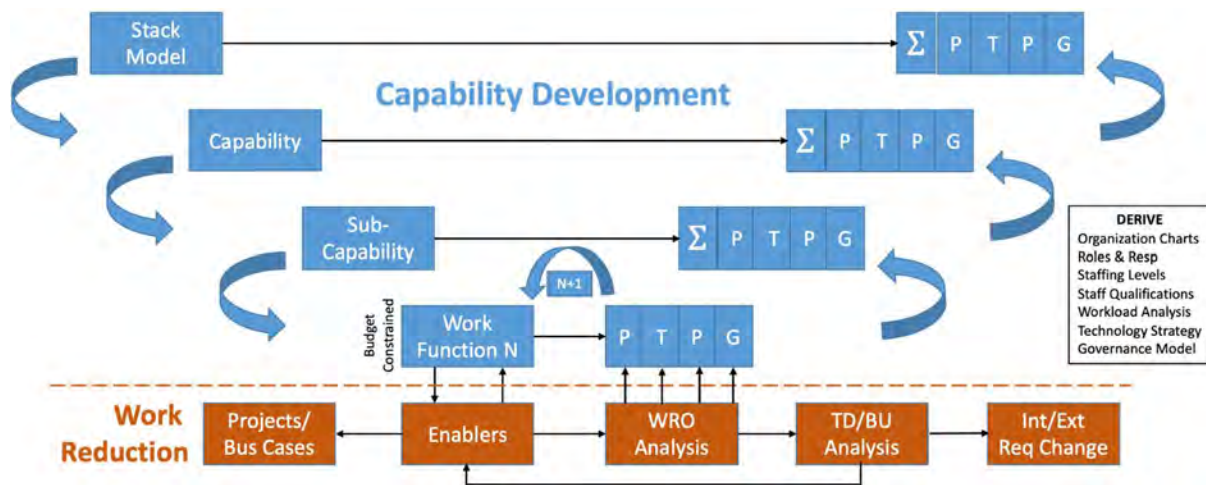 Stack
Model
Σ P T P G
Capability Development
Capability
Σ P T P G
Sub-
Capability
Σ P T P G
DERIVE
Organization Charts
Roles & Resp
Staffing Levels
Staff Qualifications
Workload Analysis
Technology Strategy
Governance Model
N+1
Budget
Constrained
Work
Function N
P T P G
Work
Reduction
Projects/
Bus Cases
Enablers
WRO
Analysis
TD/BU
Analysis
Int/Ext
Req Change